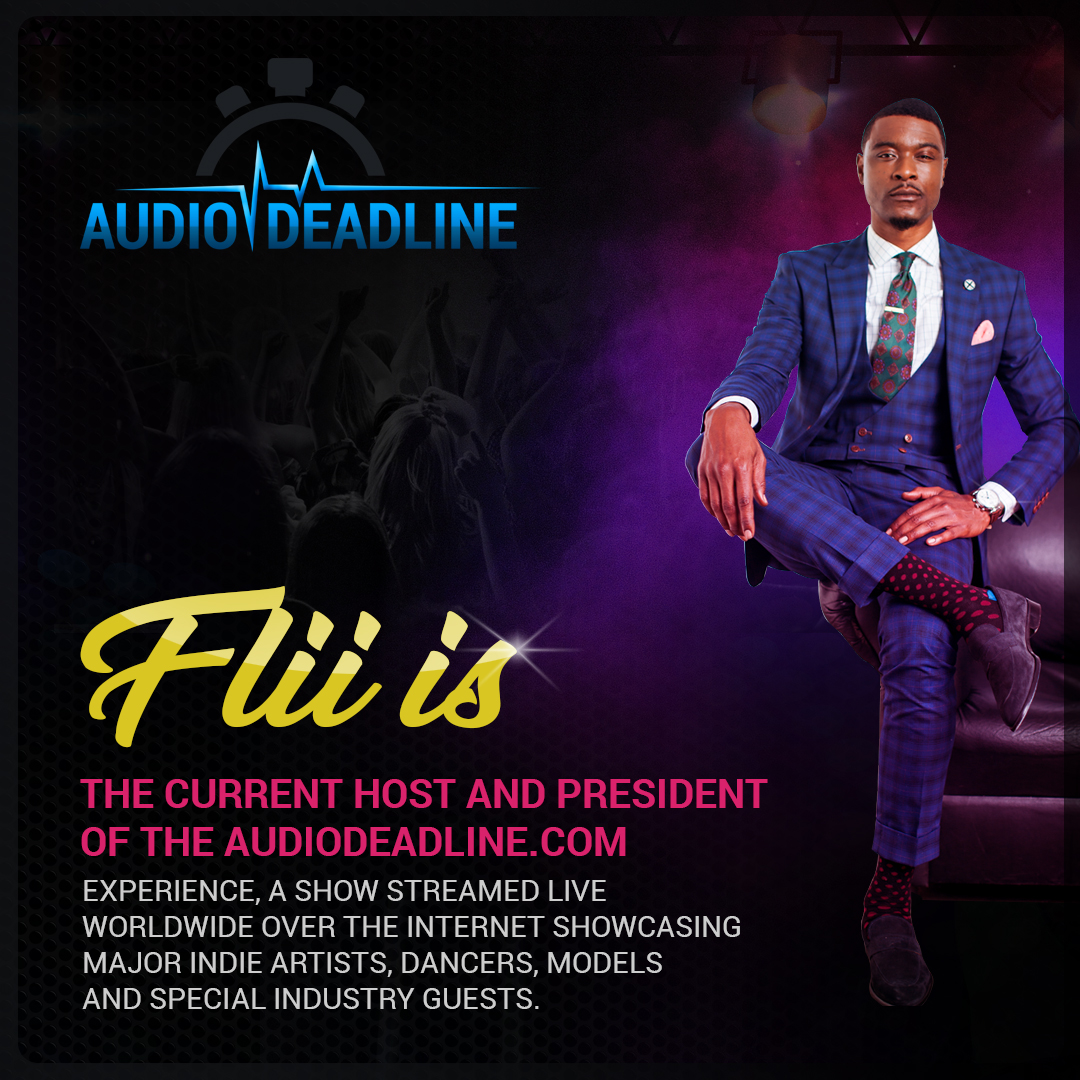 AUDIO DEADLINE
Flii is
THE CURRENT HOST AND PRESIDENT
OF THE AUDIODEADLINE.COM
EXPERIENCE, A SHOW STREAMED LIVE
WORLDWIDE OVER THE INTERNET SHOWCASING
MAJOR INDIE ARTISTS, DANCERS, MODELS
AND SPECIAL INDUSTRY GUESTS.